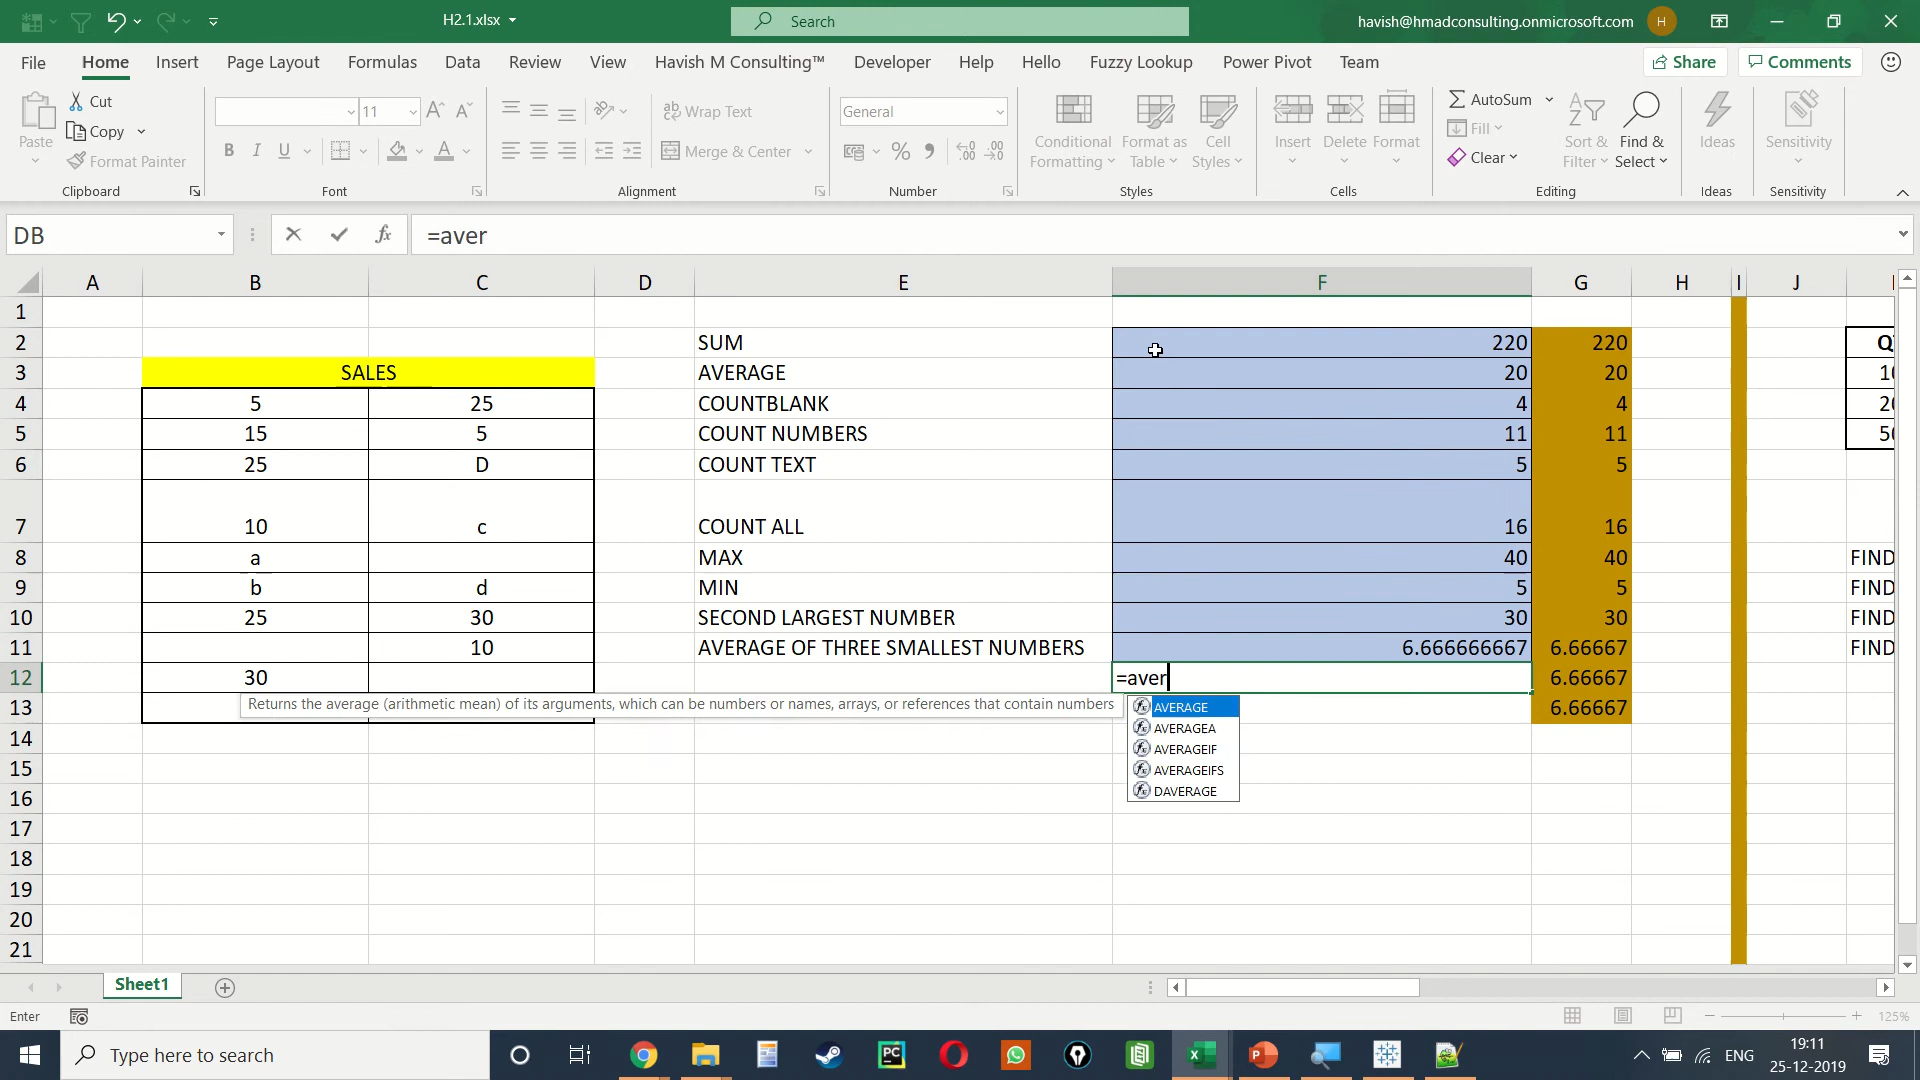 H2.1.xlsx
Search
havish@hmadconsulting.onmicrosoft.com H
File Home Insert Page Layout Formulas Data Review View Havish M Consulting™ Developer Help Hello Fuzzy Lookup Power Pivot Team Share Comments
Paste Cut Copy Format Painter
Clipboard
11 B I U A A A
Font
Wrap Text
Merge & Center
Alignment
General
%
Number
Conditional Formatting Format as Table Cell Styles
Styles
Insert Delete Format
Cells
AutoSum
Fill
Clear
Sort & Filter Find & Select
Editing
Ideas
Ideas
Sensitivity
Sensitivity
DB fx =aver
A B C D E F G H I J
1
2 SUM 220 220
3 SALES AVERAGE 20 20
4 5 25 COUNTBLANK 4 4
5 15 5 COUNT NUMBERS 11 11
6 25 D COUNT TEXT 5 5
7 10 c COUNT ALL 16 16
8 a MAX 40 40 FIND
9 b d MIN 5 5 FIND
10 25 30 SECOND LARGEST NUMBER 30 30 FIND
11 10 AVERAGE OF THREE SMALLEST NUMBERS 6.666666667 6.66667 FIND
12 30 =aver 6.66667
13 Returns the average (arithmetic mean) of its arguments, which can be numbers or names, arrays, or references that contain numbers AVERAGE 6.66667
AVERAGEA
14
AVERAGEIF
15
AVERAGEIFS
16 DAVERAGE
17
18
19
20
21
Sheet1
Enter 125%
Type here to search
PC
ENG
19:11
25-12-2019